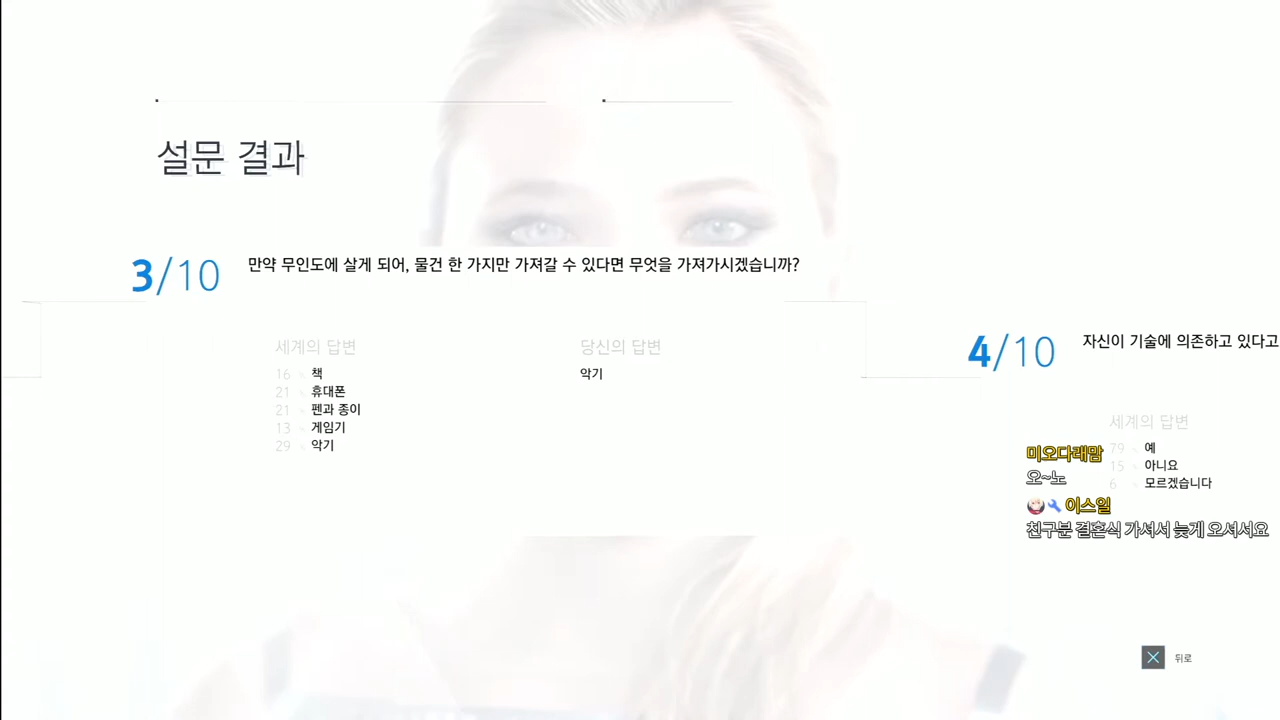 설문 결과
3/10 만약 무인도에 살게 되어, 물건 한 가지만 가져갈 수 있다면 무엇을 가져가시겠습니까?
세계의 답변
16 % 책
21 % 휴대폰
21 % 펜과 종이
13 % 게임기
29 % 악기
당신의 답변
악기
4/10 자신이 기술에 의존하고 있다고
세계의 답변
79 % 예
15 % 아니요
6 % 모르겠습니다
미오다래맘
오~노
이스일
친구분 결혼식 가셔서 늦게 오셔서요
뒤로